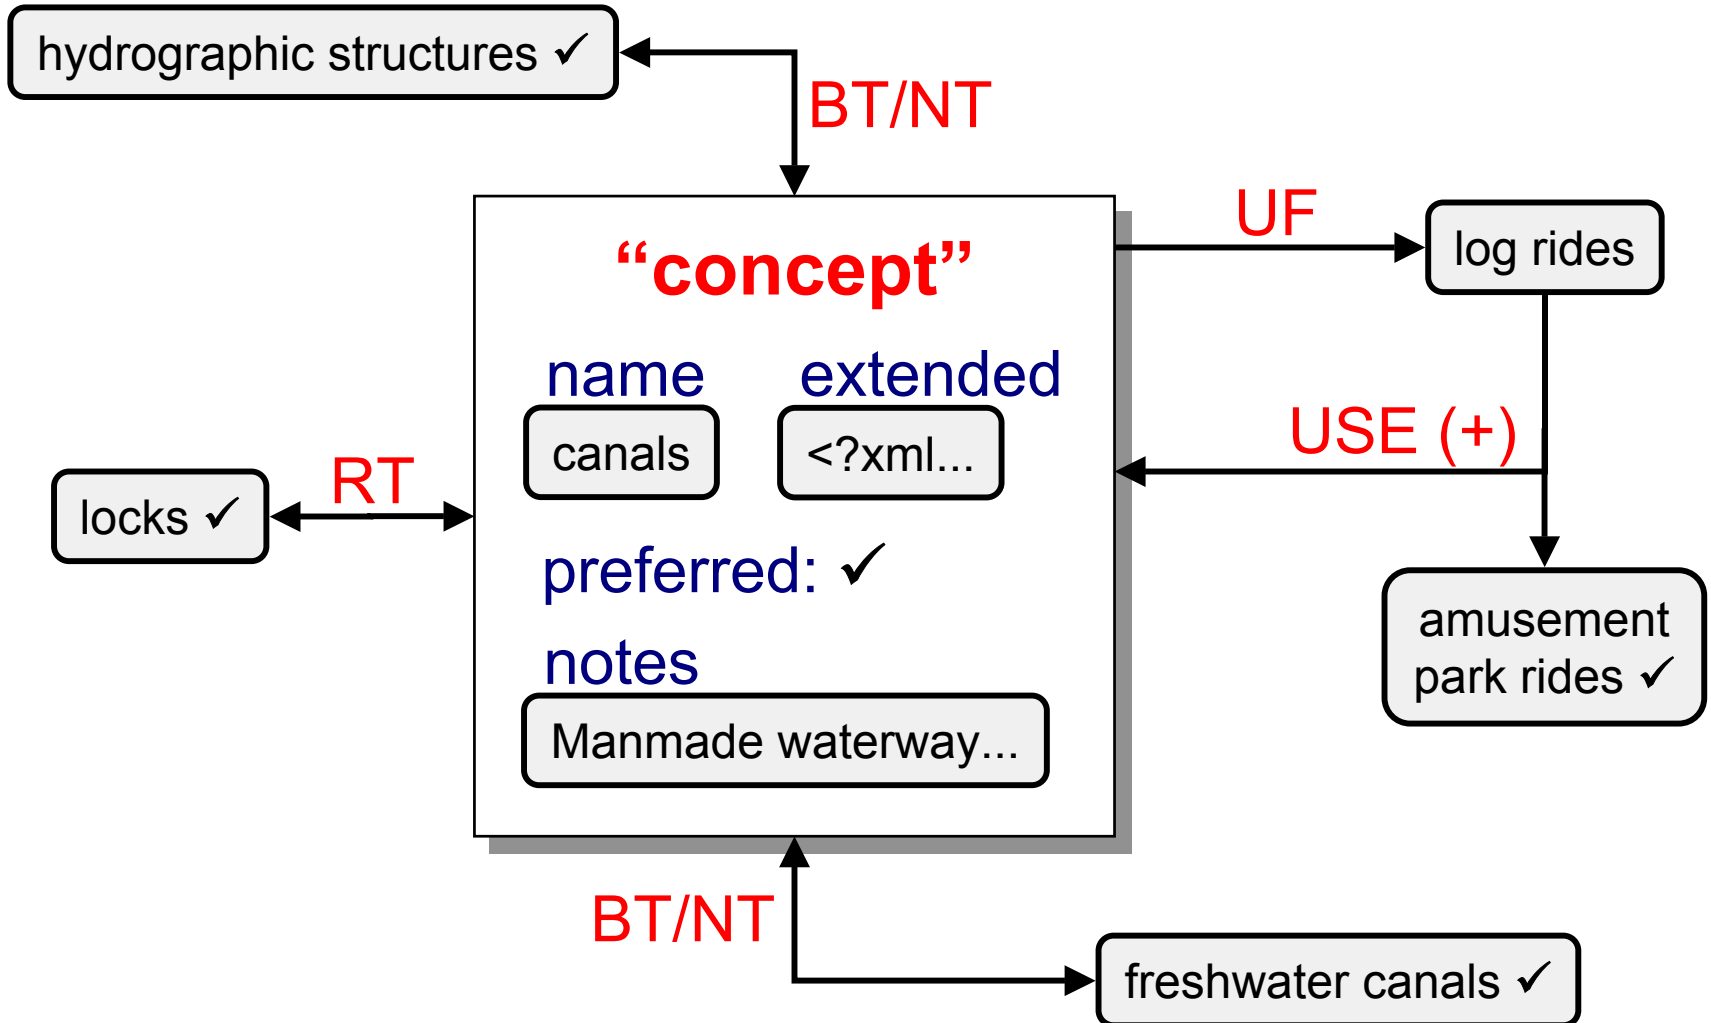 hydrographic structures ✓
BT/NT
“concept”
UF
log rides
name
extended
canals
<?xml...
USE (+)
RT
locks ✓
preferred: ✓
notes
amusement
park rides ✓
Manmade waterway...
BT/NT
freshwater canals ✓